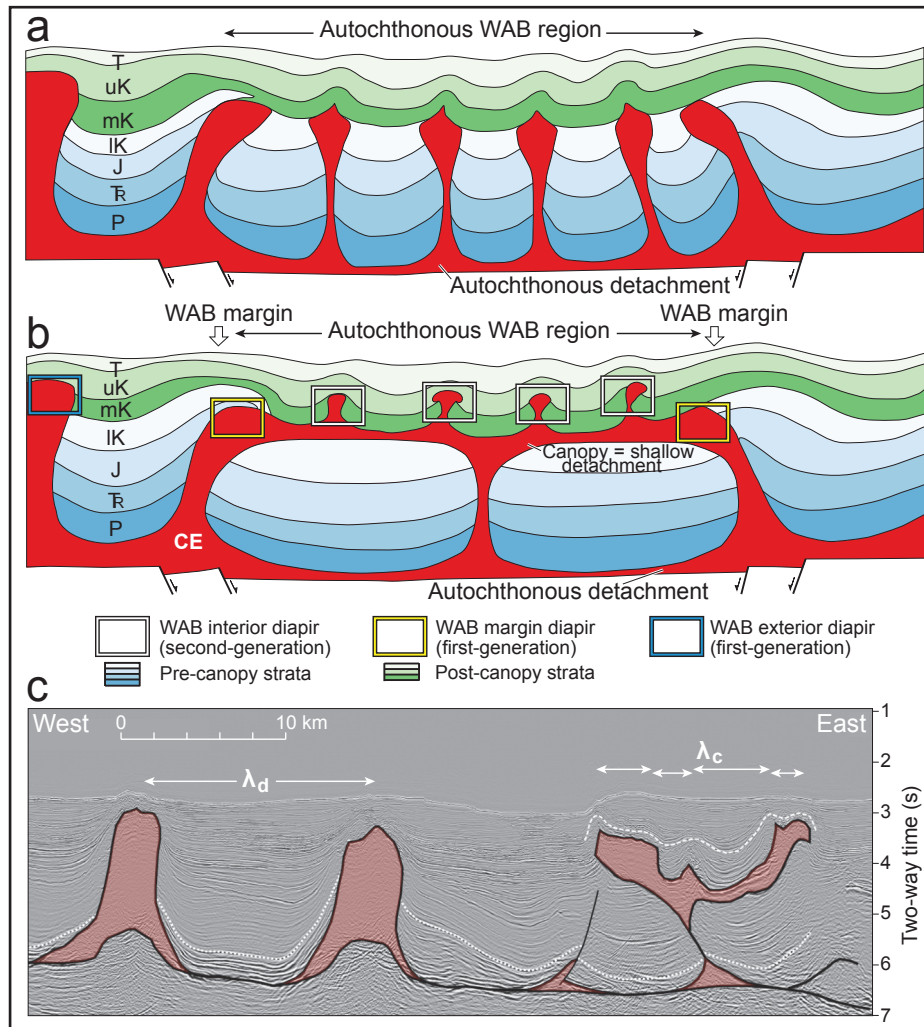 a
Autochthonous WAB region
T
uK
mK
lK
J
TR
P
Autochthonous detachment
b
WAB margin
Autochthonous WAB region
WAB margin
T
uK
mK
lK
J
TR
P
CE
Canopy = shallow
detachment
Autochthonous detachment
WAB interior diapir
(second-generation)
WAB margin diapir
(first-generation)
WAB exterior diapir
(first-generation)
Pre-canopy strata
Post-canopy strata
c
West
0
10 km
East
λd
λc
1
2
3
4
5
6
7
Two-way time (s)